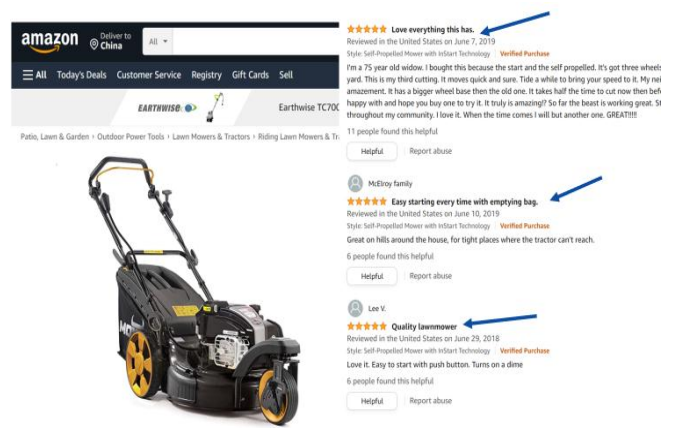 amazon
Deliver to
China
All
All Today's Deals Customer Service Registry Gift Cards Sell
EARTHWISE
Earthwise TC700
Patio, Lawn & Garden › Outdoor Power Tools › Lawn Mowers & Tractors › Riding Lawn Mowers & Tr
MO
Love everything this has.
Reviewed in the United States on June 7, 2019
Style: Self-Propelled Mower with InStart Technology | Verified Purchase
I'm a 75 year old widow. I bought this because the start and the self propelled. It's got three wheels
yard. This is my third cutting. It moves quick and sure. Tide a while to bring your speed to it. My nei
amazement. It has a bigger wheel base then the old one. It takes half the time to cut now then befo
happy with and hope you buy one to try it. It truly is amazing!? So far the beast is working great. St
throughout my community. I love it. When the time comes I will but another one. GREAT!!!!
11 people found this helpful
Helpful | Report abuse
McElroy family
Easy starting every time with emptying bag.
Reviewed in the United States on June 10, 2019
Style: Self-Propelled Mower with InStart Technology | Verified Purchase
Great on hills around the house, for tight places where the tractor can't reach.
6 people found this helpful
Helpful | Report abuse
Lee V.
Quality lawnmower
Reviewed in the United States on June 29, 2018
Style: Self-Propelled Mower with InStart Technology | Verified Purchase
Love it. Easy to start with push button. Turns on a dime
6 people found this helpful
Helpful | Report abuse